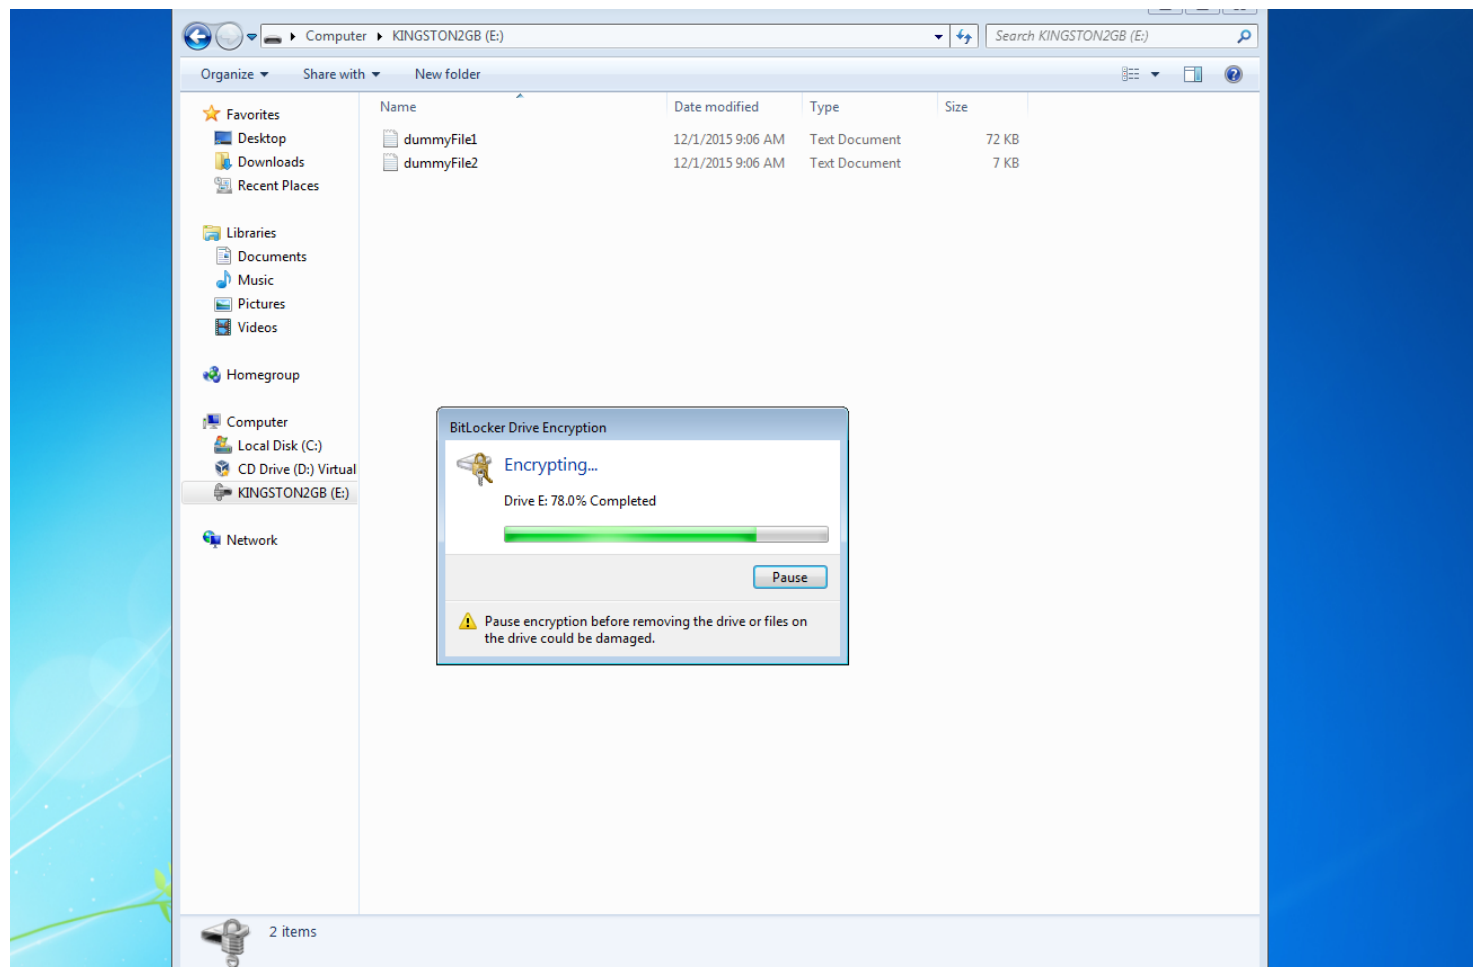 Computer KINGSTON2GB (E:) Search KINGSTON2GB (E:)
Organize Share with New folder
Name Date modified Type Size
dummyFile1 12/1/2015 9:06 AM Text Document 72 KB
dummyFile2 12/1/2015 9:06 AM Text Document 7 KB
Favorites
Desktop
Downloads
Recent Places
Libraries
Documents
Music
Pictures
Videos
Homegroup
Computer
Local Disk (C:)
CD Drive (D:) Virtual
KINGSTON2GB (E:)
Network
BitLocker Drive Encryption
Encrypting...
Drive E: 78.0% Completed
Pause
Pause encryption before removing the drive or files on
the drive could be damaged.
2 items